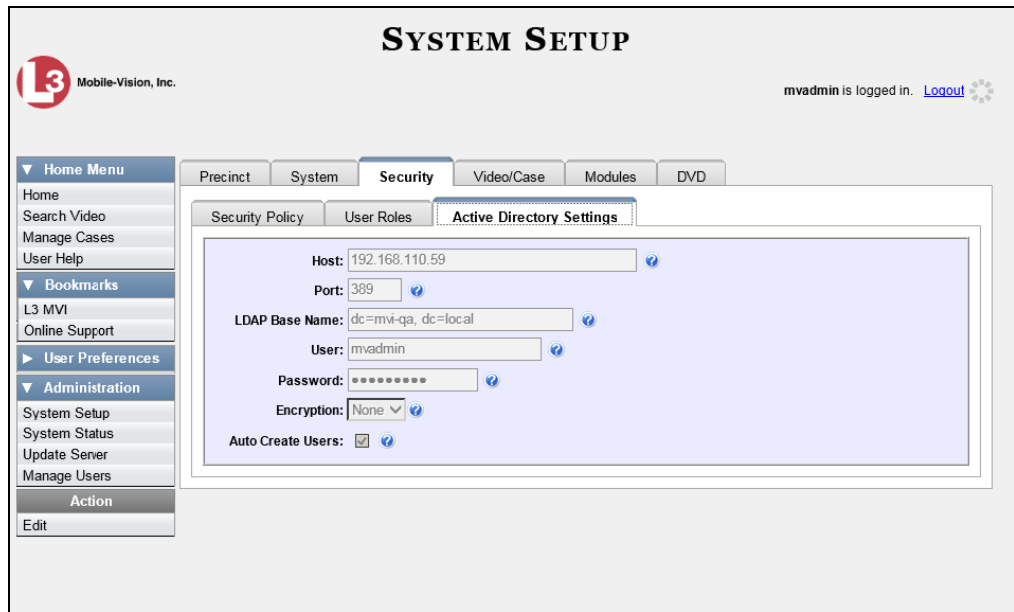 SYSTEM SETUP
L3 Mobile-Vision, Inc.
mvadmin is logged in. Logout
▼ Home Menu
Home
Search Video
Manage Cases
User Help
▼ Bookmarks
L3 MVI
Online Support
▶ User Preferences
▼ Administration
System Setup
System Status
Update Server
Manage Users
Action
Edit
Precinct System Security Video/Case Modules DVD
Security Policy User Roles Active Directory Settings
Host: 192.168.110.59
Port: 389
LDAP Base Name: dc=mvi-qa, dc=local
User: mvadmin
Password: •••••••••
Encryption: None
Auto Create Users: